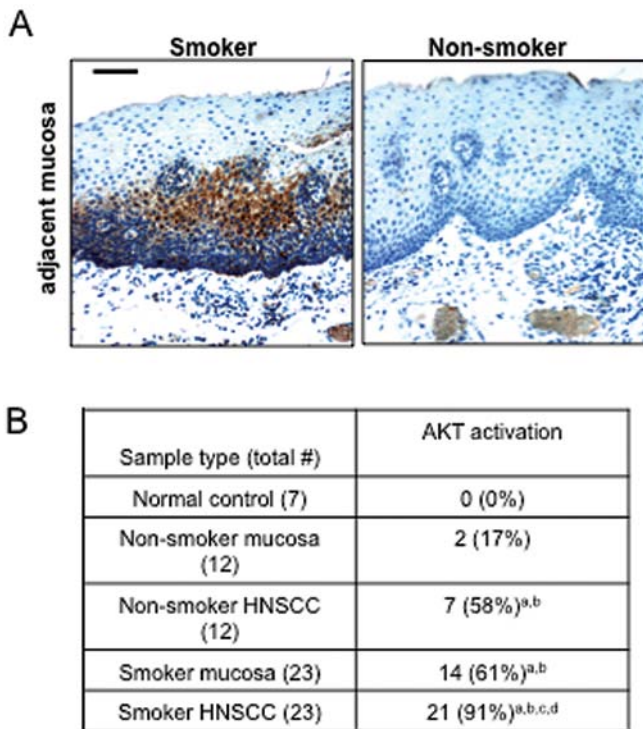 A
Smoker
Non-smoker
adjacent mucosa
B
Sample type (total #)
AKT activation
Normal control (7)
0 (0%)
Non-smoker mucosa
(12)
2 (17%)
Non-smoker HNSCC
(12)
7 (58%)a,b
Smoker mucosa (23)
14 (61%)a,b
Smoker HNSCC (23)
21 (91%)a,b,c,d